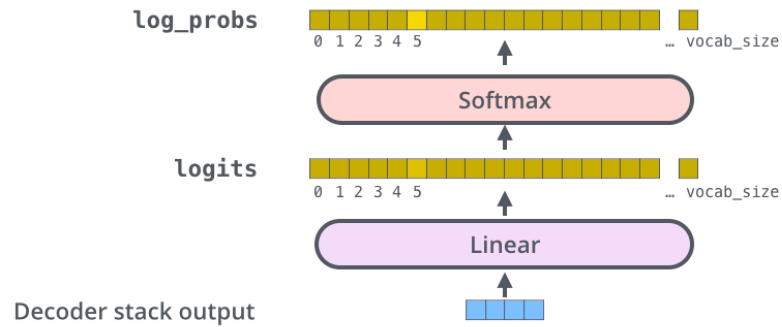 log_probs
0 1 2 3 4 5 … vocab_size
Softmax
logits
0 1 2 3 4 5 … vocab_size
Linear
Decoder stack output